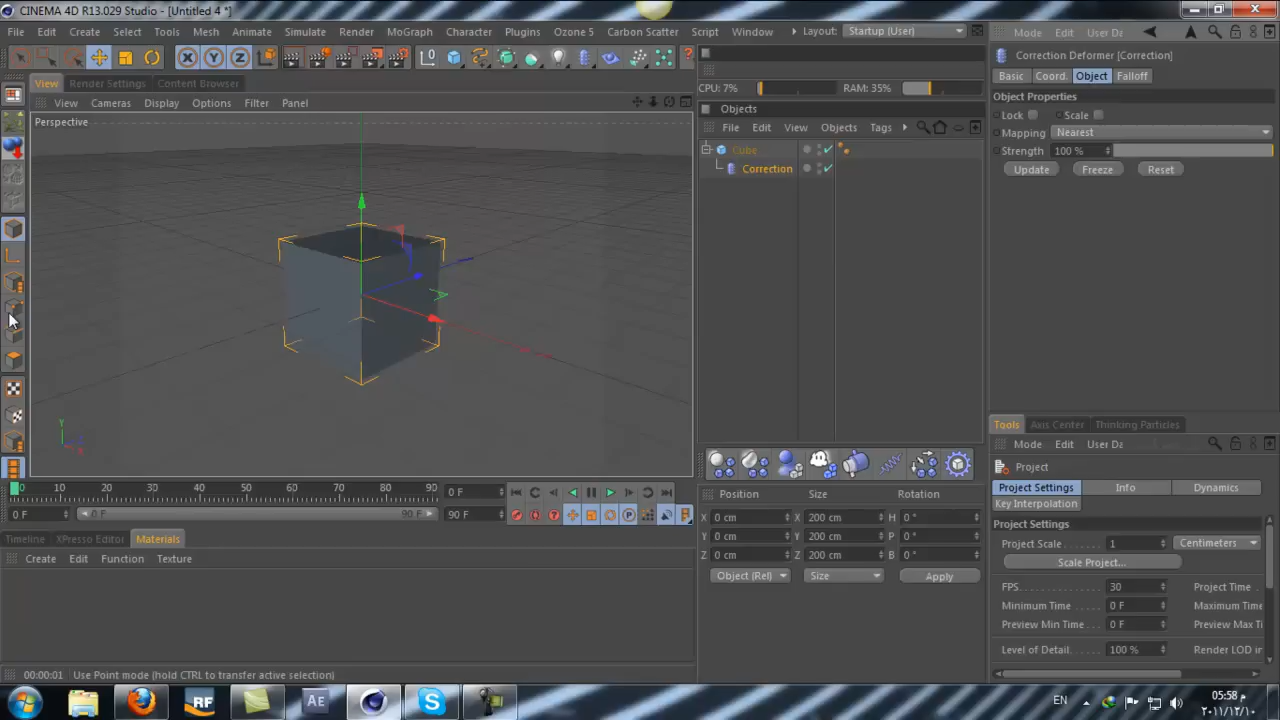 CINEMA 4D R13.029 Studio - [Untitled 4 *]
File Edit Create Select Tools Mesh Animate Simulate Render MoGraph Character Plugins Ozone 5 Carbon Scatter Script Window Layout: Startup (User)
View Render Settings Content Browser
View Cameras Display Options Filter Panel
Perspective
Y
X
CPU: 7% RAM: 35%
Objects
File Edit View Objects Tags
Cube
Correction
Mode Edit User Da
Correction Deformer [Correction]
Basic Coord. Object Falloff
Object Properties
Lock Scale
Mapping Nearest
Strength 100 %
Update Freeze Reset
Tools Axis Center Thinking Particles
Mode Edit User Da
Project
Project Settings Info Dynamics
Key Interpolation
Project Settings
Project Scale 1 Centimeters
Scale Project...
FPS 30 Project Time
Minimum Time 0 F Maximum Time
Preview Min Time 0 F Preview Max Ti
Level of Detail 100 % Render LOD in
0 10 20 30 40 50 60 70 80 90 0 F
0 F 0 F 90 F 90 F
Timeline XPresso Editor Materials
Create Edit Function Texture
Position Size Rotation
X 0 cm X 200 cm H 0 °
Y 0 cm Y 200 cm P 0 °
Z 0 cm Z 200 cm B 0 °
Object (Rel) Size Apply
00:00:01 Use Point mode (hold CTRL to transfer active selection)
RF Ae EN
05:58 م
٢٠١١/١٢/١٠